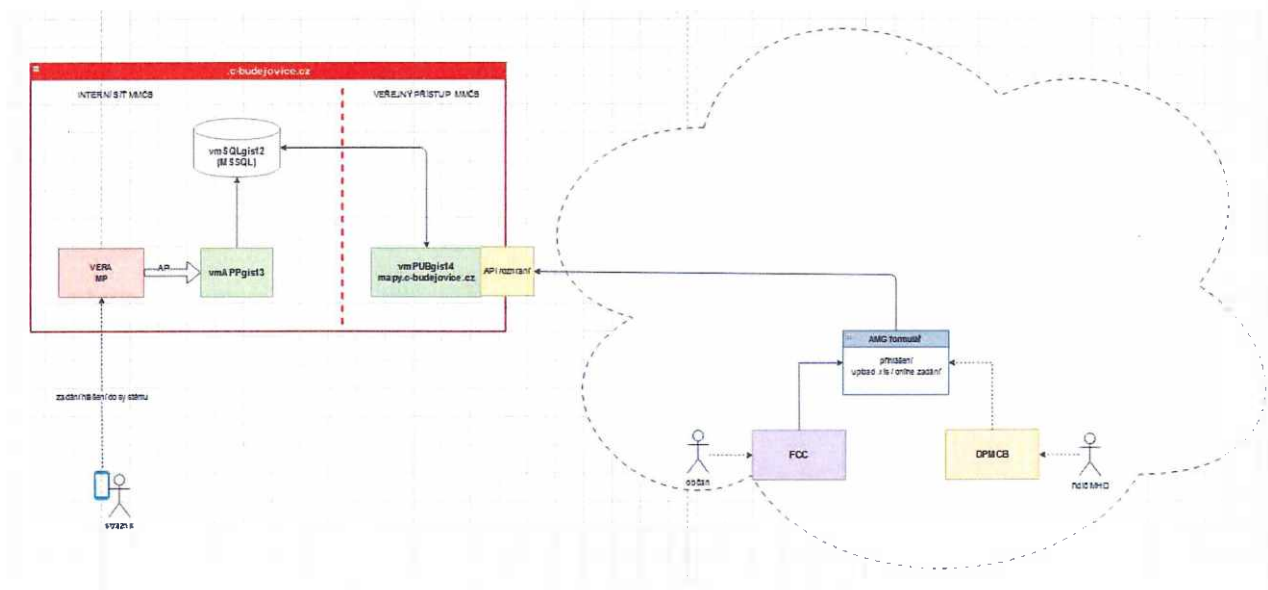 .c-budejovice.cz
INTERNÍ SÍŤ MMČB
VEŘEJNÝ PŘÍSTUP MMČB
vmSQLgist2
(MSSQL)
VERA
MP
API
vmAPPgist3
vmPUBgist4
mapy.c-budejovice.cz
API rozhraní
AMG formulář
přihlášení
upload .xls / online zadání
zadání hlášení do systému
FCC
DPMCB
občan
řidič MHD
strážník